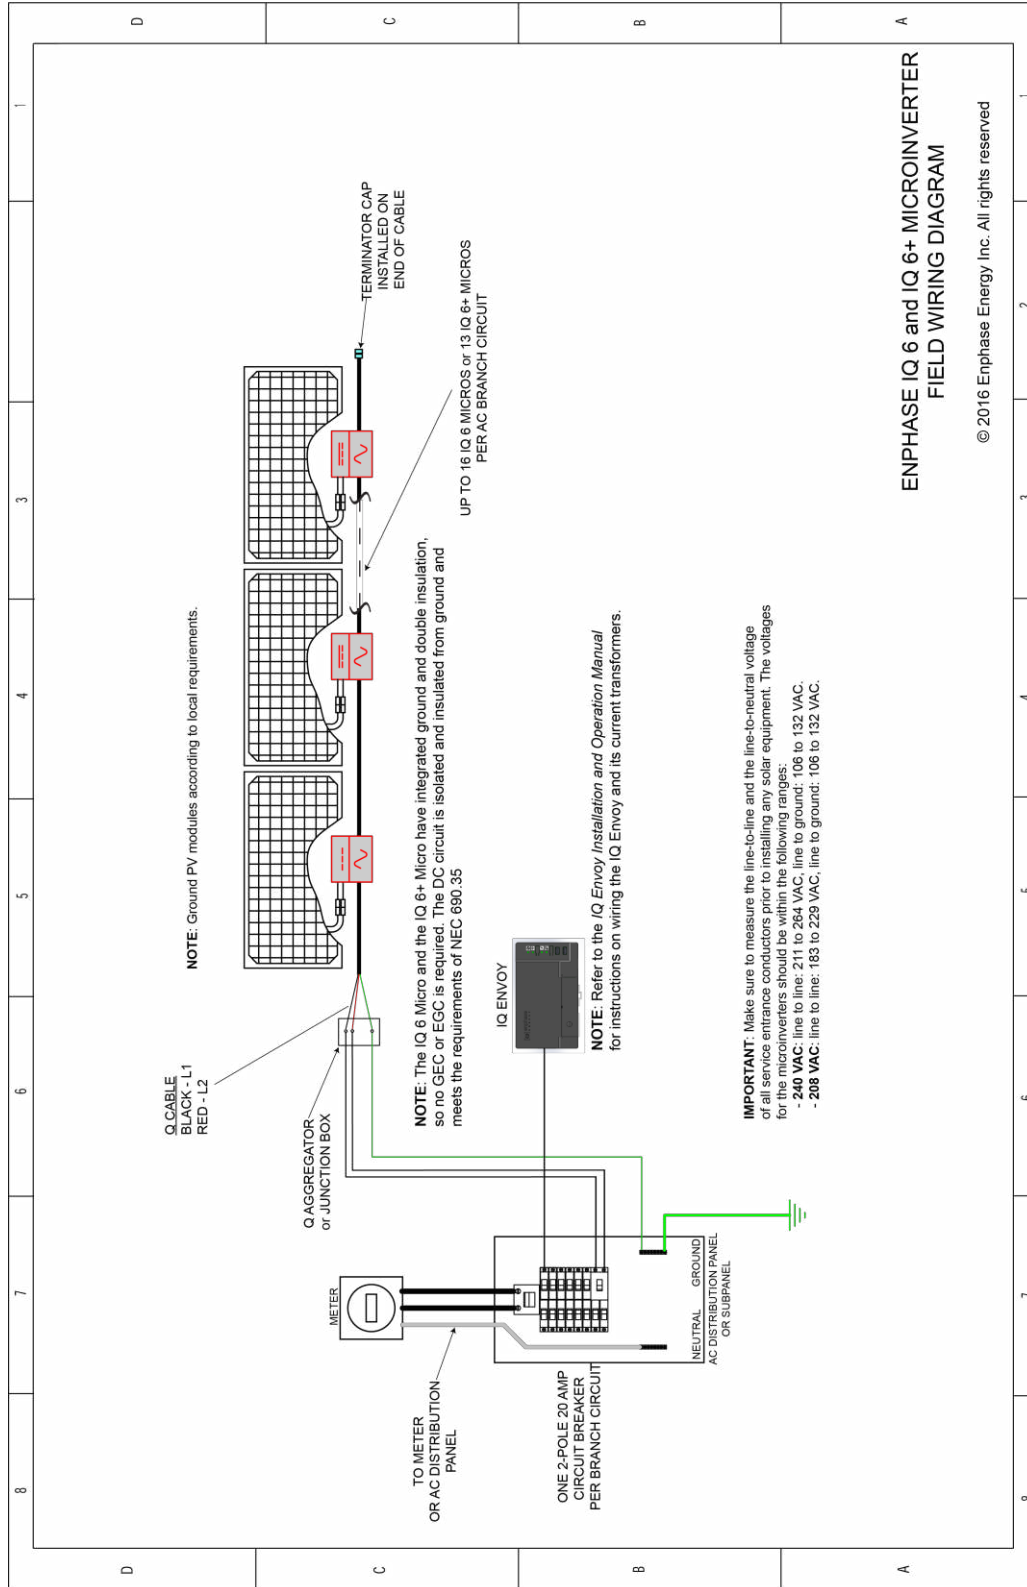 D
C
B
A
1
2
3
4
5
6
7
8
NOTE: Ground PV modules according to local requirements.
Q CABLE
BLACK - L1
RED - L2
TERMINATOR CAP
INSTALLED ON
END OF CABLE
UP TO 16 IQ 6 MICROS or 13 IQ 6+ MICROS
PER AC BRANCH CIRCUIT
Q AGGREGATOR
or JUNCTION BOX
NOTE: The IQ 6 Micro and the IQ 6+ Micro have integrated ground and double insulation,
so no GEC or EGC is required. The DC circuit is isolated and insulated from ground and
meets the requirements of NEC 690.35
METER
IQ ENVOY
TO METER
OR AC DISTRIBUTION
PANEL
NOTE: Refer to the IQ Envoy Installation and Operation Manual
for instructions on wiring the IQ Envoy and its current transformers.
ONE 2-POLE 20 AMP
CIRCUIT BREAKER
PER BRANCH CIRCUIT
NEUTRAL
GROUND
AC DISTRIBUTION PANEL
OR SUBPANEL
IMPORTANT: Make sure to measure the line-to-line and the line-to-neutral voltage
of all service entrance conductors prior to installing any solar equipment. The voltages
for the microinverters should be within the following ranges:
- 240 VAC: line to line: 211 to 264 VAC, line to ground: 106 to 132 VAC.
- 208 VAC: line to line: 183 to 229 VAC, line to ground: 106 to 132 VAC.
ENPHASE IQ 6 and IQ 6+ MICROINVERTER
FIELD WIRING DIAGRAM
© 2016 Enphase Energy Inc. All rights reserved
D
C
B
A
1
2
3
4
5
6
7
8